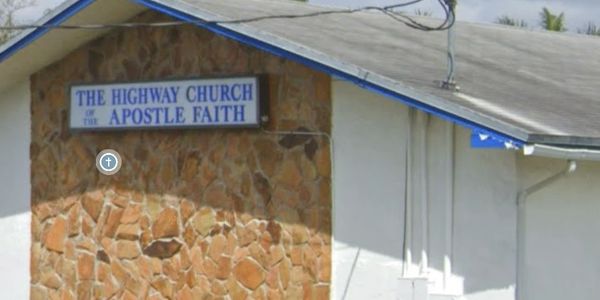 THE HIGHWAY CHURCH
OF THE APOSTLE FAITH